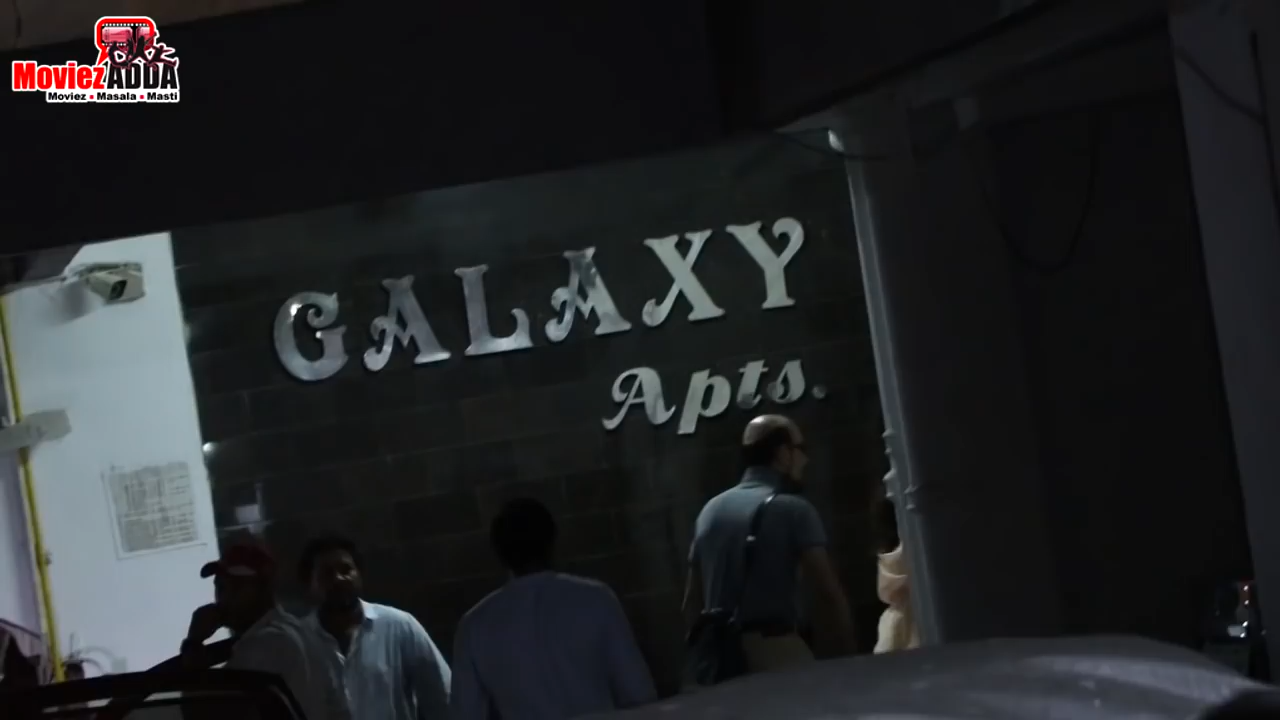 MoviezADDA
Moviez • Masala • Masti
GALAXY
Apts.